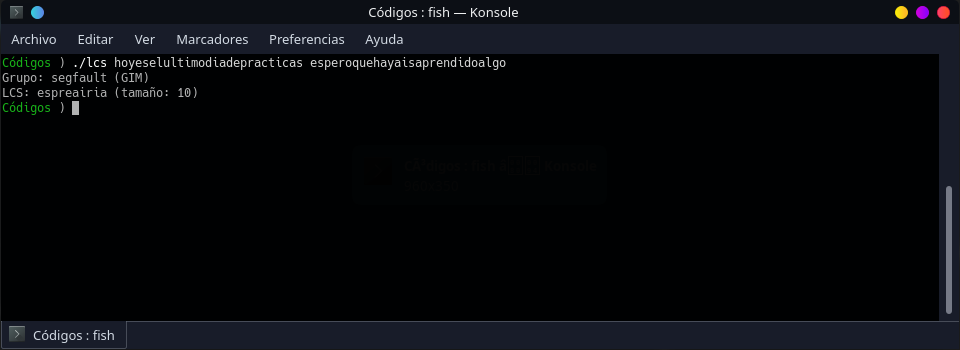 Códigos : fish — Konsole
Archivo Editar Ver Marcadores Preferencias Ayuda
Códigos ) ./lcs hoyeselultimodiadepracticas esperoquehayaisaprendidoalgo
Grupo: segfault (GIM)
LCS: espreairia (tamaño: 10)
Códigos )
Códigos : fish